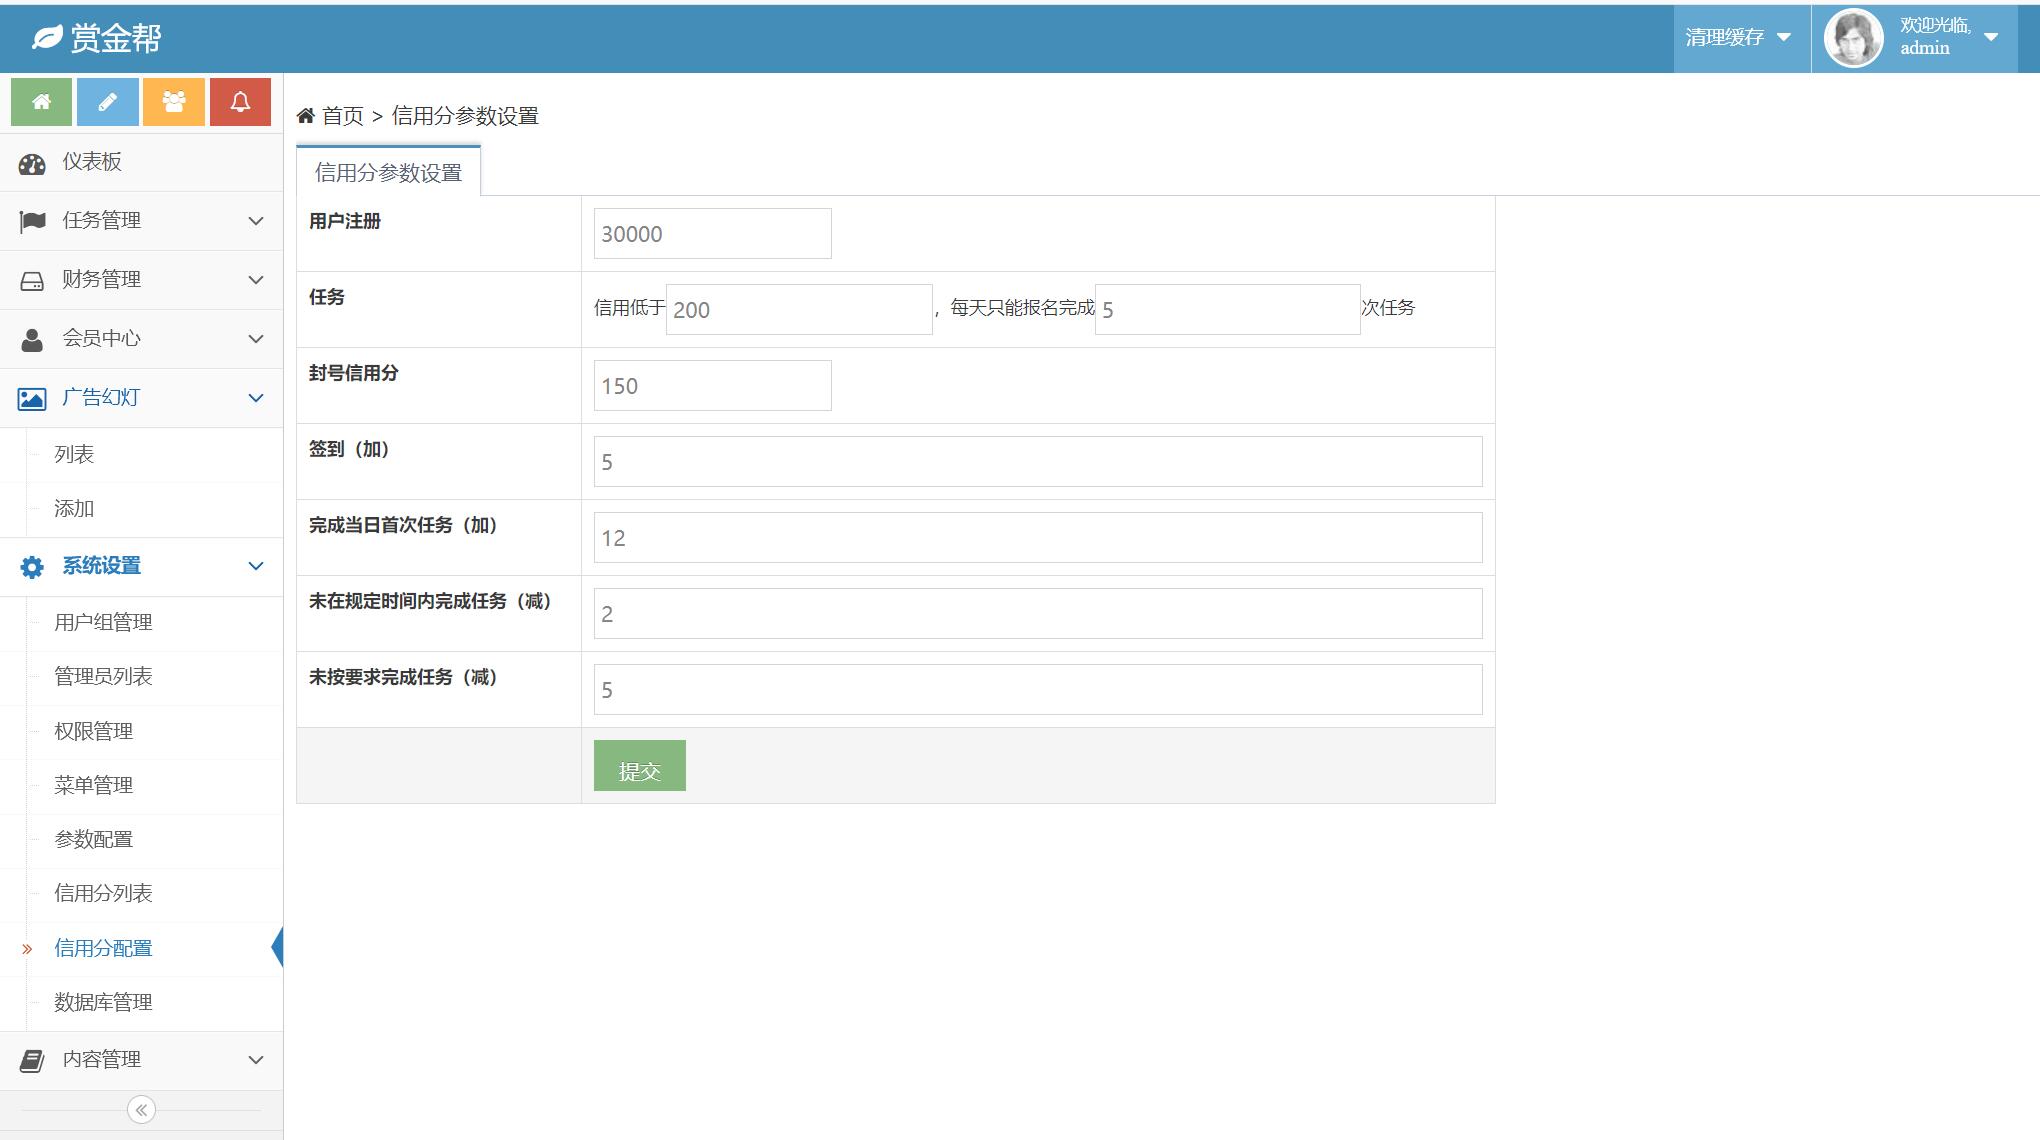 赏金帮
清理缓存
欢迎光临,
admin
首页 > 信用分参数设置
仪表板
任务管理
财务管理
会员中心
广告幻灯
列表
添加
系统设置
用户组管理
管理员列表
权限管理
菜单管理
参数配置
信用分列表
信用分配置
数据库管理
内容管理
信用分参数设置
用户注册 30000
任务 信用低于 200 ，每天只能报名完成 5 次任务
封号信用分 150
签到（加） 5
完成当日首次任务（加） 12
未在规定时间内完成任务（减） 2
未按要求完成任务（减） 5
提交